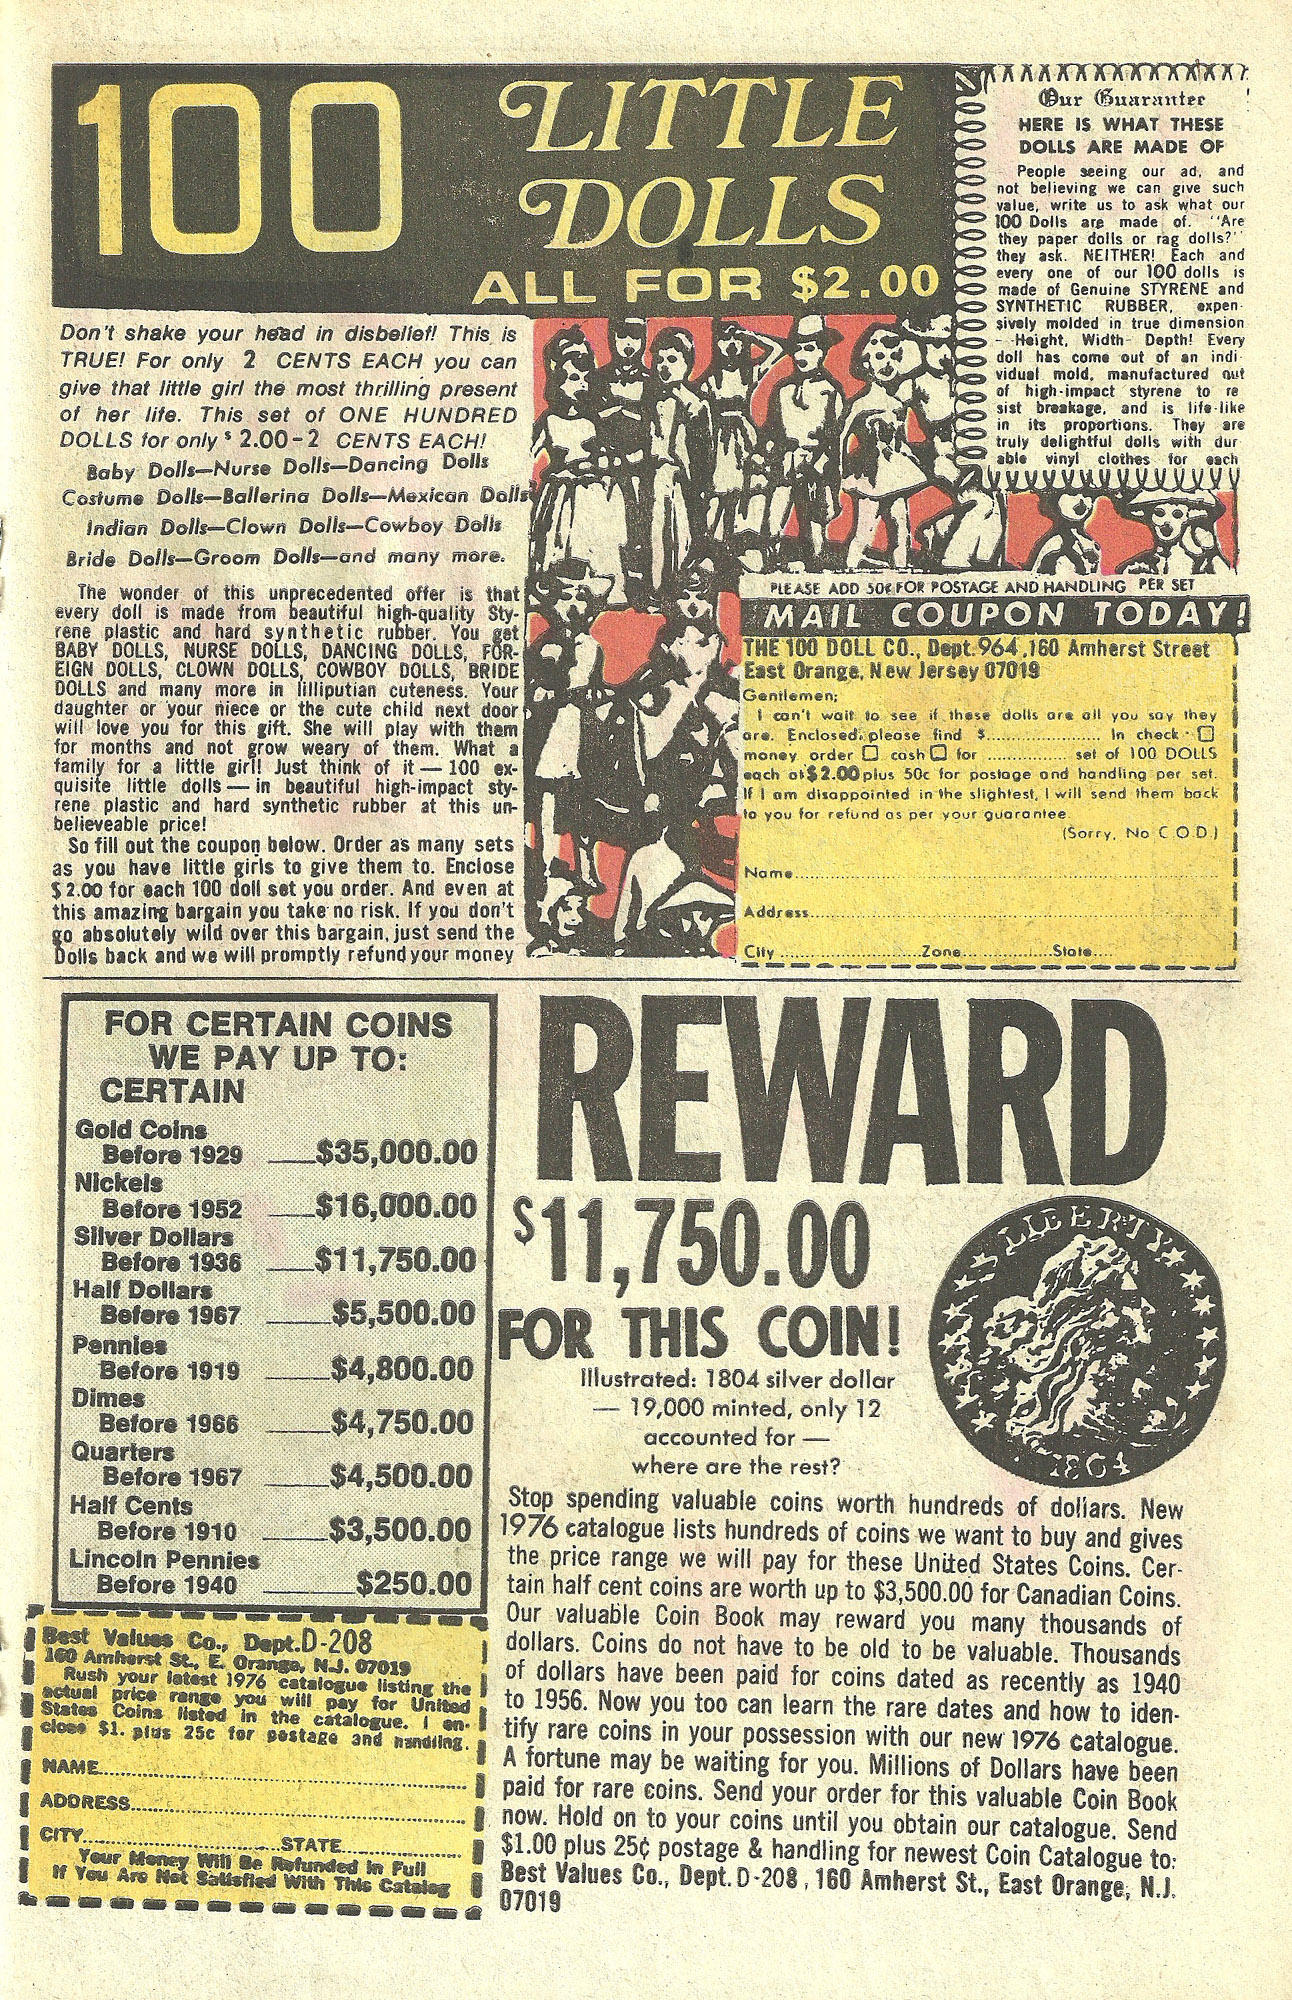 100
LITTLE
DOLLS
ALL FOR $2.00
Our Guarantee
HERE IS WHAT THESE
DOLLS ARE MADE OF
People seeing our ad, and
not believing we can give such
value, write us to ask what our
100 Dolls are made of. "Are
they paper dolls or rag dolls?"
they ask. NEITHER! Each and
every one of our 100 dolls is
made of Genuine STYRENE and
SYNTHETIC RUBBER, expen-
sively molded in true dimension
- Height, Width- Depth! Every
doll has come out of an indi-
vidual mold, manufactured out
of high-impact styrene to re
sist breakage, and is life-like
in its proportions. They are
truly delightful dolls with dur
able vinyl clothes for each
Don't shake your head in disbelief! This is
TRUE! For only 2 CENTS EACH you can
give that little girl the most thrilling present
of her life. This set of ONE HUNDRED
DOLLS for only $2.00-2 CENTS EACH!
Baby Dolls—Nurse Dolls—Dancing Dolls
Costume Dolls—Ballerina Dolls—Mexican Dolls
Indian Dolls—Clown Dolls—Cowboy Dolls
Bride Dolls—Groom Dolls—and many more.
The wonder of this unprecedented offer is that
every doll is made from beautiful high-quality Sty-
rene plastic and hard synthetic rubber. You get
BABY DOLLS, NURSE DOLLS, DANCING DOLLS, FOR-
EIGN DOLLS, CLOWN DOLLS, COWBOY DOLLS, BRIDE
DOLLS and many more in lilliputian cuteness. Your
daughter or your niece or the cute child next door
will love you for this gift. She will play with them
for months and not grow weary of them. What a
family for a little girl! Just think of it — 100 ex-
quisite little dolls — in beautiful high-impact sty-
rene plastic and hard synthetic rubber at this un-
believeable price!
So fill out the coupon below. Order as many sets
as you have little girls to give them to. Enclose
$2.00 for each 100 doll set you order. And even at
this amazing bargain you take no risk. If you don't
go absolutely wild over this bargain, just send the
Dolls back and we will promptly refund your money
PLEASE ADD 50¢ FOR POSTAGE AND HANDLING PER SET
MAIL COUPON TODAY!
THE 100 DOLL CO., Dept. 964, 160 Amherst Street
East Orange, New Jersey 07019
Gentlemen;
I can't wait to see if these dolls are all you say they
are. Enclosed please find $.................... In check ☐
money order ☐ cash ☐ for .............. set of 100 DOLLS
each at $2.00 plus 50c for postage and handling per set.
If I am disappointed in the slightest, I will send them back
to you for refund as per your guarantee.
(Sorry, No C.O.D.)
Name................................................
Address................................................
City ........................Zone..............State.....
FOR CERTAIN COINS
WE PAY UP TO:
CERTAIN
Gold Coins
Before 1929 ____$35,000.00
Nickels
Before 1952 ____$16,000.00
Silver Dollars
Before 1936 ____$11,750.00
Half Dollars
Before 1967 ____$5,500.00
Pennies
Before 1919 ____$4,800.00
Dimes
Before 1966 ____$4,750.00
Quarters
Before 1967 ____$4,500.00
Half Cents
Before 1910 ____$3,500.00
Lincoln Pennies
Before 1940 ______$250.00
Best Values Co., Dept. D-208
160 Amherst St., E. Orange, N.J. 07019
Rush your latest 1976 catalogue listing the
actual price range you will pay for United
States Coins listed in the catalogue. I en-
close $1. plus 25c for postage and handling.
NAME................................................
ADDRESS................................................
CITY..............................STATE................
Your Money Will Be Refunded In Full
If You Are Not Satisfied With This Catalog
REWARD
$11,750.00
FOR THIS COIN!
LIBERTY
1804
Illustrated: 1804 silver dollar
— 19,000 minted, only 12
accounted for —
where are the rest?
Stop spending valuable coins worth hundreds of dollars. New
1976 catalogue lists hundreds of coins we want to buy and gives
the price range we will pay for these United States Coins. Cer-
tain half cent coins are worth up to $3,500.00 for Canadian Coins.
Our valuable Coin Book may reward you many thousands of
dollars. Coins do not have to be old to be valuable. Thousands
of dollars have been paid for coins dated as recently as 1940
to 1956. Now you too can learn the rare dates and how to iden-
tify rare coins in your possession with our new 1976 catalogue.
A fortune may be waiting for you. Millions of Dollars have been
paid for rare coins. Send your order for this valuable Coin Book
now. Hold on to your coins until you obtain our catalogue. Send
$1.00 plus 25¢ postage & handling for newest Coin Catalogue to:
Best Values Co., Dept. D-208, 160 Amherst St., East Orange, N.J.
07019